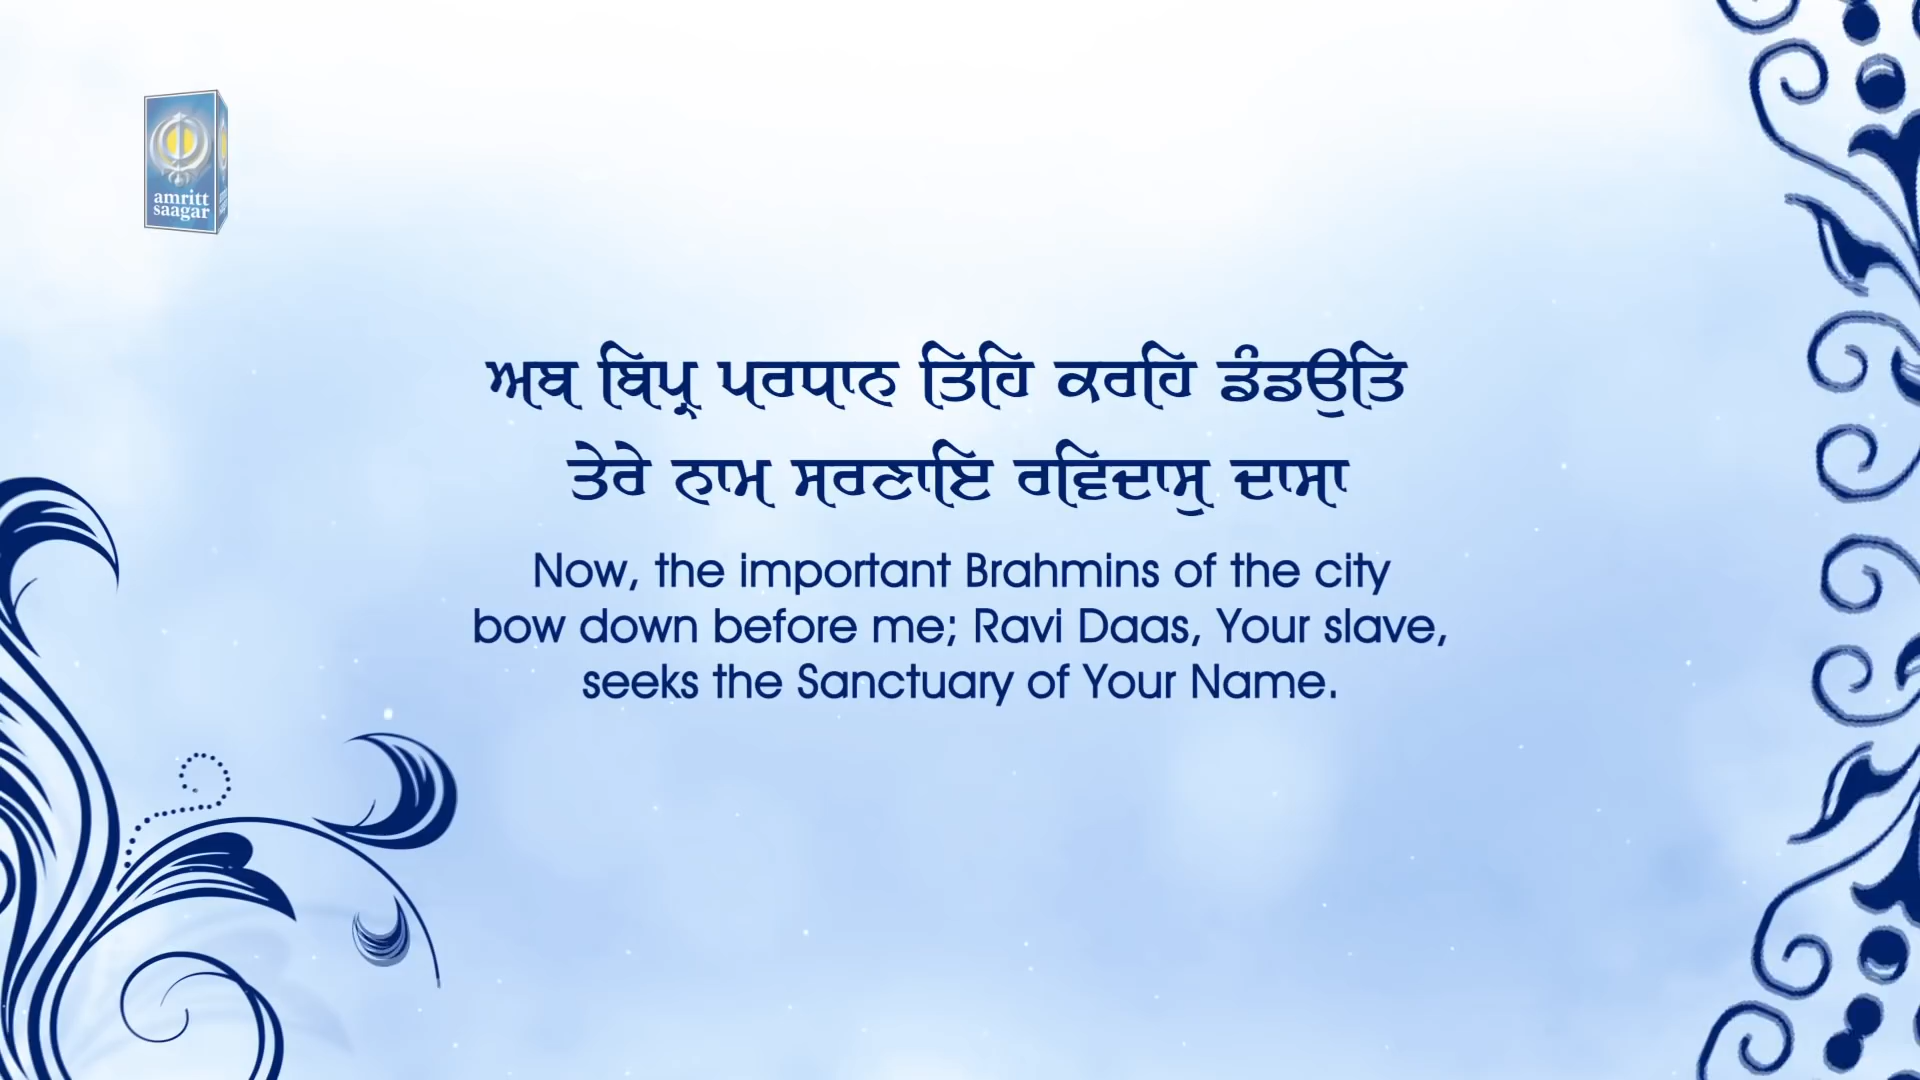 amritt
saagar
ਅਬ ਬਿਪ੍ਰ ਪਰਧਾਨ ਤਿਹਿ ਕਰਹਿ ਡੰਡਉਤਿ
ਤੇਰੇ ਨਾਮ ਸਰਣਾਇ ਰਵਿਦਾਸੁ ਦਾਸਾ
Now, the important Brahmins of the city
bow down before me; Ravi Daas, Your slave,
seeks the Sanctuary of Your Name.